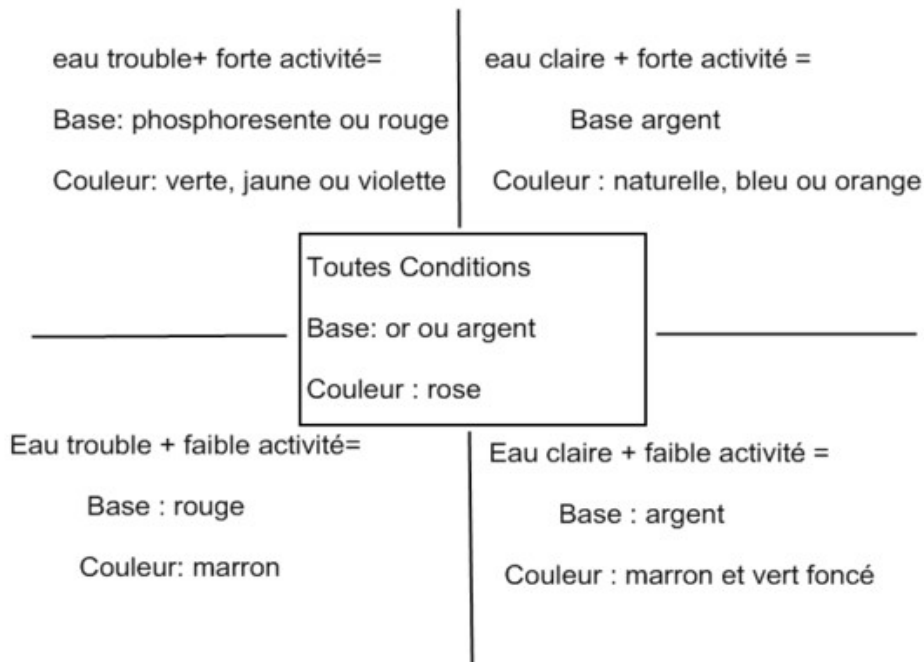 eau trouble+ forte activité=
Base: phosphoresente ou rouge
Couleur: verte, jaune ou violette
eau claire + forte activité =
Base argent
Couleur : naturelle, bleu ou orange
Toutes Conditions
Base: or ou argent
Couleur : rose
Eau trouble + faible activité=
Base : rouge
Couleur: marron
Eau claire + faible activité =
Base : argent
Couleur : marron et vert foncé